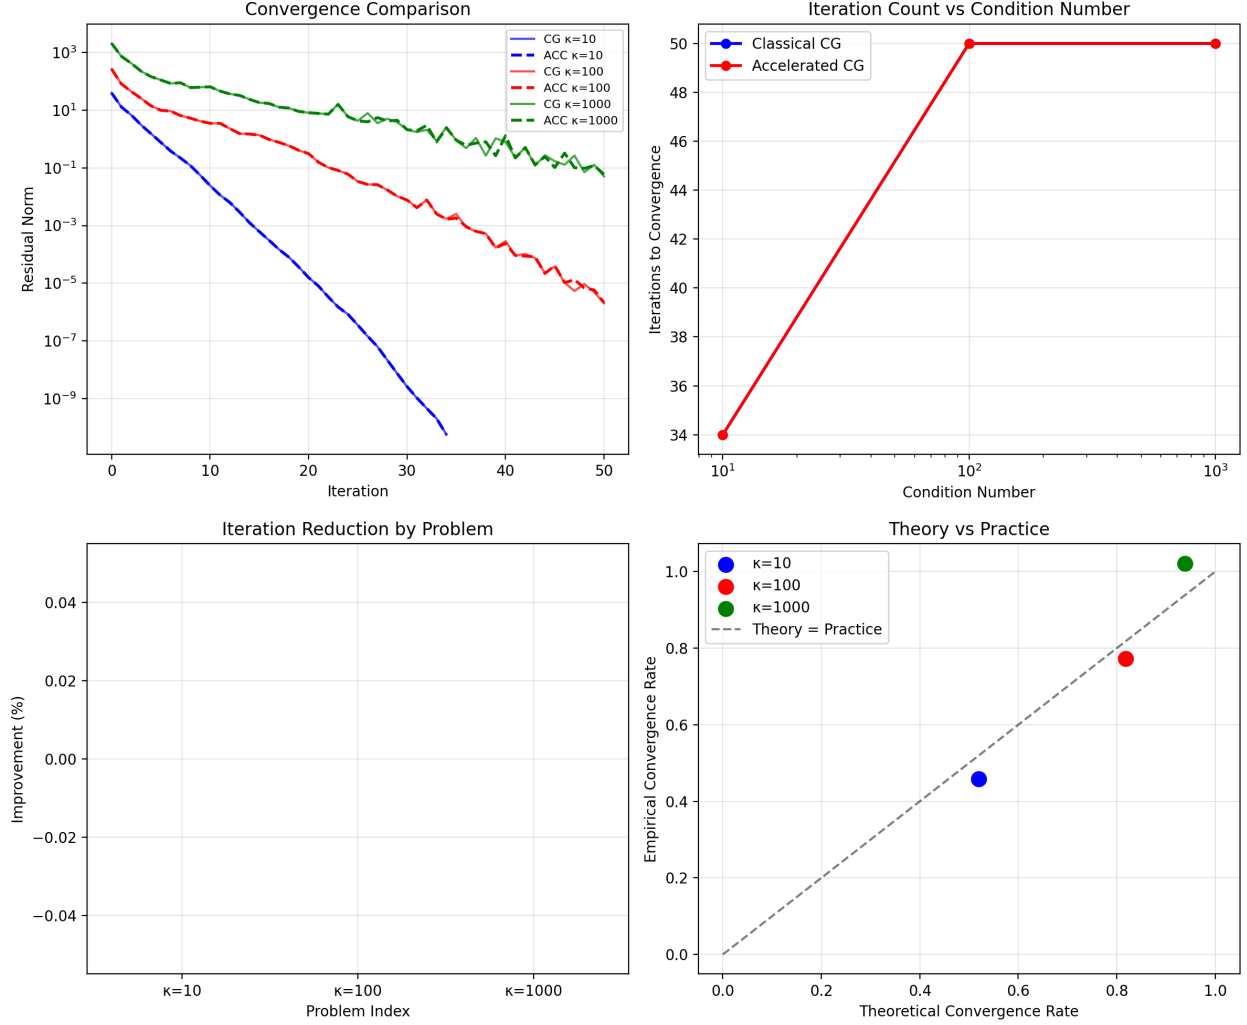 Convergence Comparison
10³
10¹
10⁻¹
10⁻³
10⁻⁵
10⁻⁷
10⁻⁹
Residual Norm
CG κ=10
ACC κ=10
CG κ=100
ACC κ=100
CG κ=1000
ACC κ=1000
0 10 20 30 40 50
Iteration
Iteration Count vs Condition Number
50
48
46
44
42
40
38
36
34
Iterations to Convergence
Classical CG
Accelerated CG
10¹ 10² 10³
Condition Number
Iteration Reduction by Problem
0.04
0.02
0.00
−0.02
−0.04
Improvement (%)
κ=10 κ=100 κ=1000
Problem Index
Theory vs Practice
1.0
0.8
0.6
0.4
0.2
0.0
Empirical Convergence Rate
κ=10
κ=100
κ=1000
Theory = Practice
0.0 0.2 0.4 0.6 0.8 1.0
Theoretical Convergence Rate